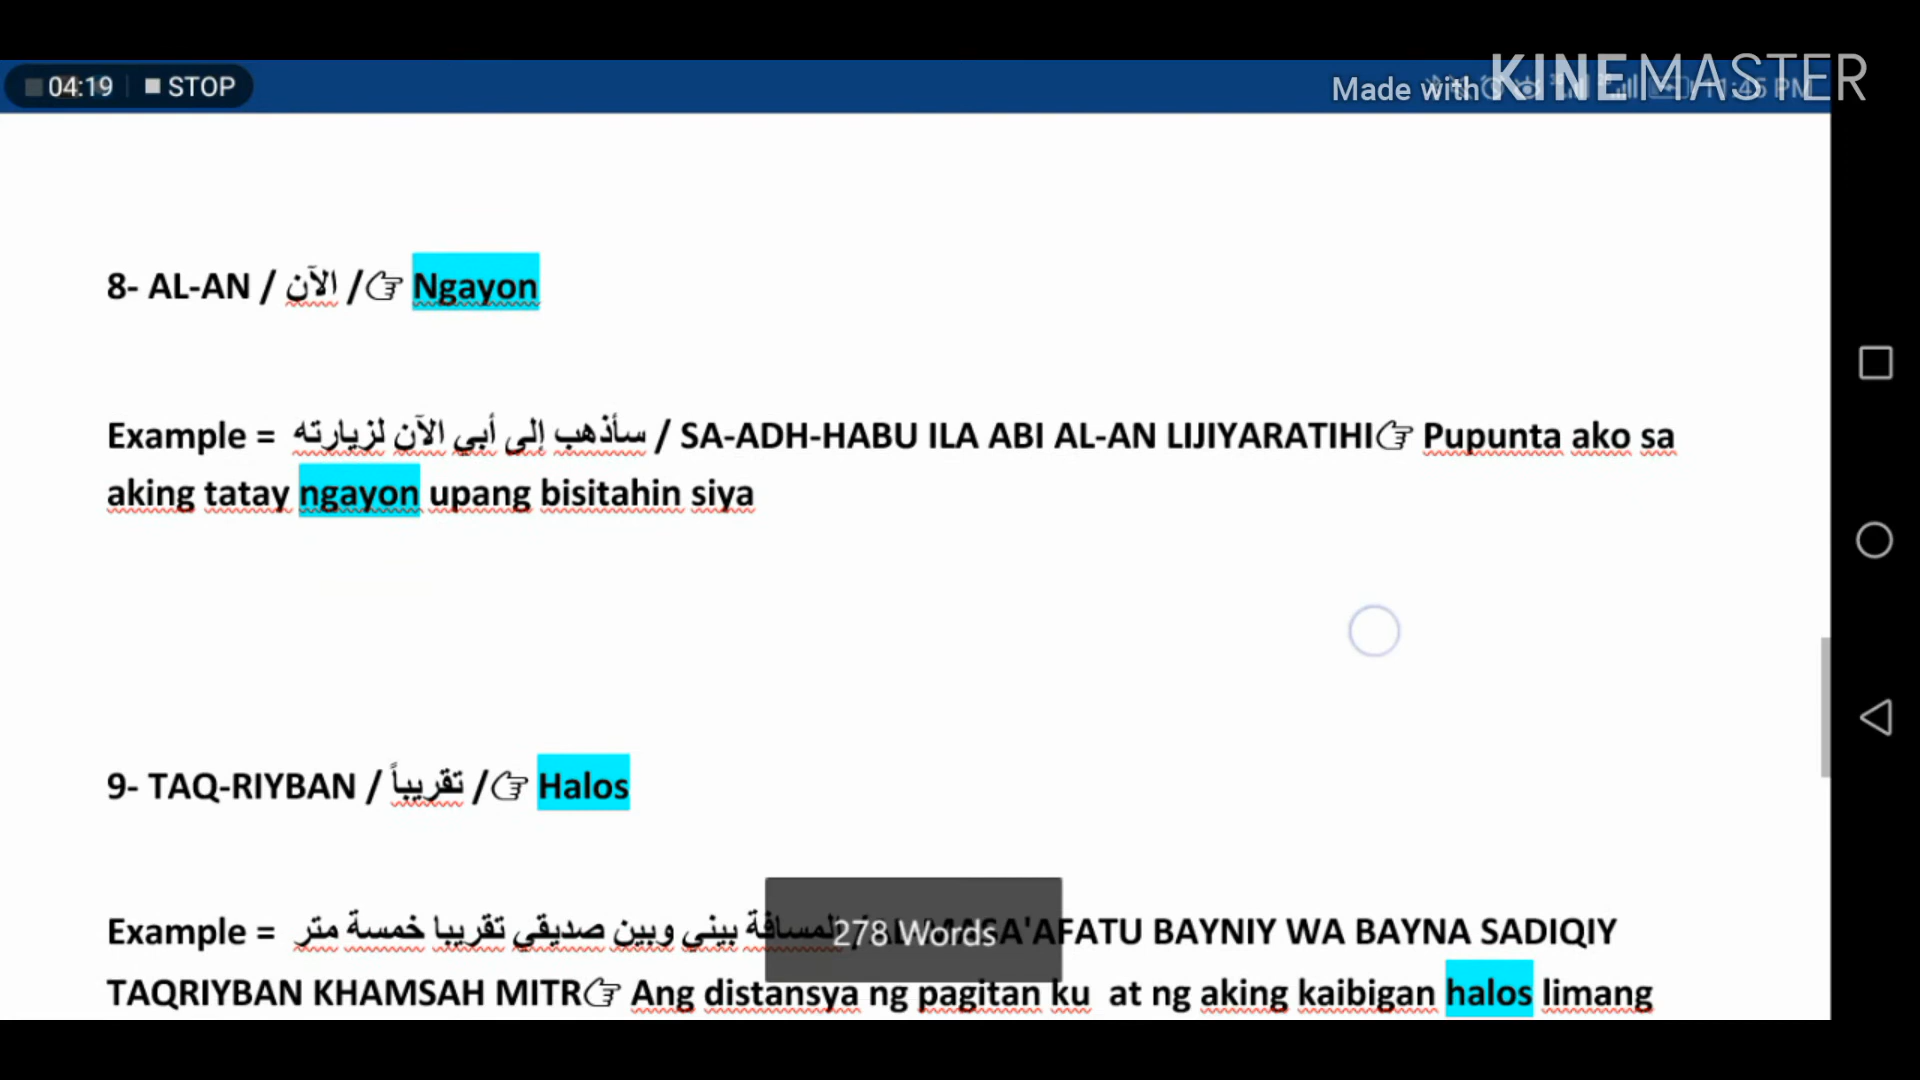 04:19 STOP
Made with KINEMASTER
8- AL-AN / الآن /👉 Ngayon
Example = سأذهب إلى أبي الآن لزيارته / SA-ADH-HABU ILA ABI AL-AN LIJIYARATIHI👉 Pupunta ako sa
aking tatay ngayon upang bisitahin siya
9- TAQ-RIYBAN / تقريباً /👉 Halos
Example = المسافة بيني وبين صديقي تقريبا خمسة متر / AL MASA'AFATU BAYNIY WA BAYNA SADIQIY
278 Words
TAQRIYBAN KHAMSAH MITR👉 Ang distansya ng pagitan ku at ng aking kaibigan halos limang